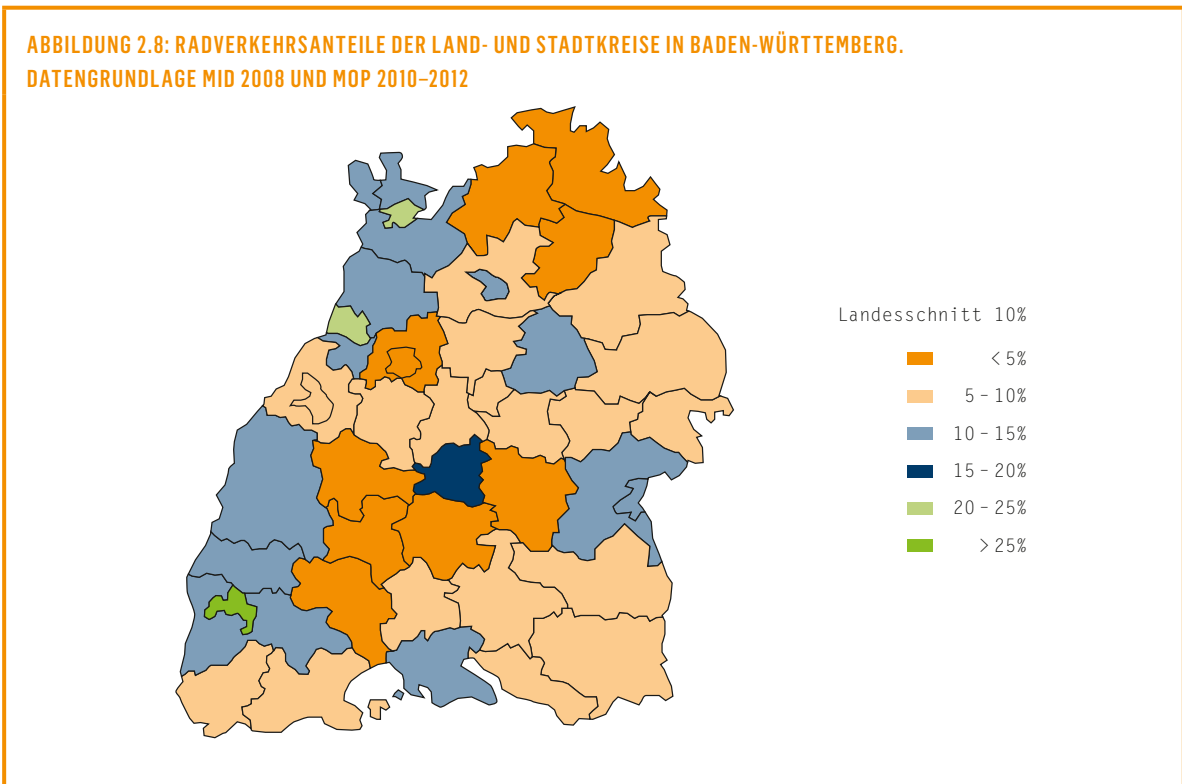 ABBILDUNG 2.8: RADVERKEHRSANTEILE DER LAND- UND STADTKREISE IN BADEN-WÜRTTEMBERG.
DATENGRUNDLAGE MID 2008 UND MOP 2010–2012
Landesschnitt 10%
< 5%
5 – 10%
10 – 15%
15 – 20%
20 – 25%
> 25%